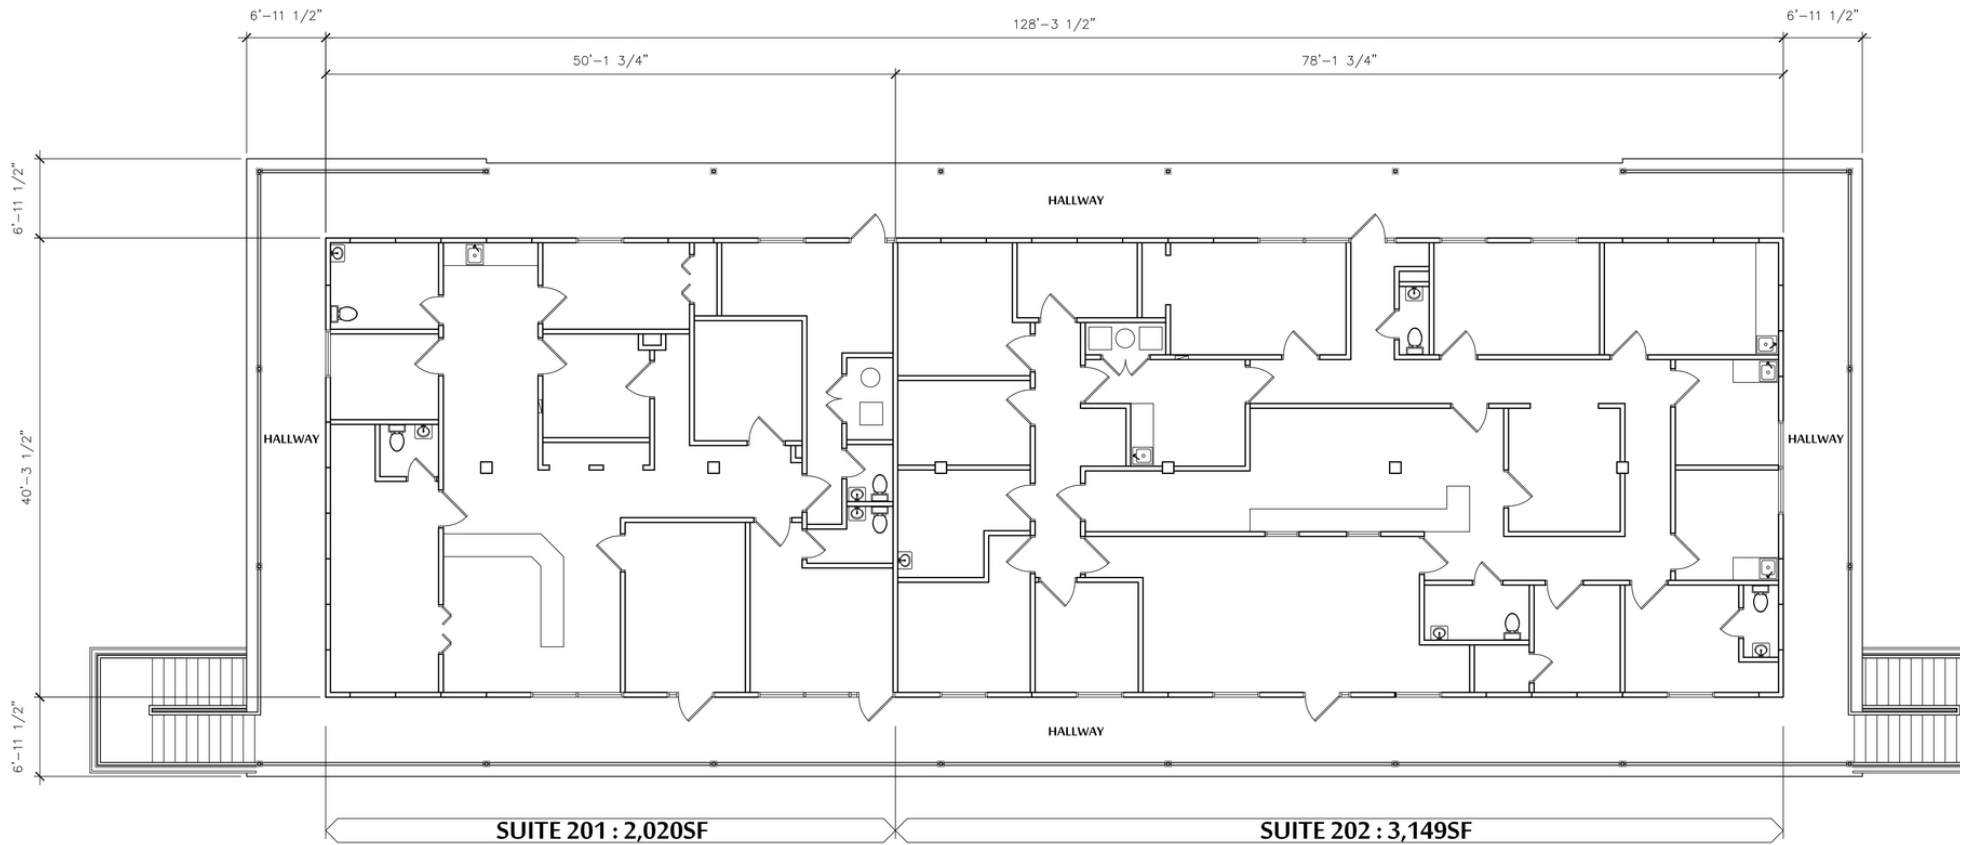 6'-11 1/2"
128'-3 1/2"
6'-11 1/2"
50'-1 3/4"
78'-1 3/4"
6'-11 1/2"
HALLWAY
40'-3 1/2"
HALLWAY
HALLWAY
6'-11 1/2"
HALLWAY
SUITE 201 : 2,020SF
SUITE 202 : 3,149SF